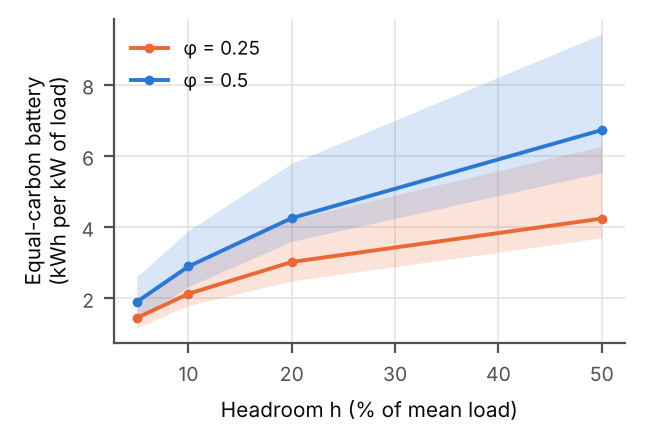 φ = 0.25
φ = 0.5
Equal-carbon battery
(kWh per kW of load)
8
6
4
2
10 20 30 40 50
Headroom h (% of mean load)